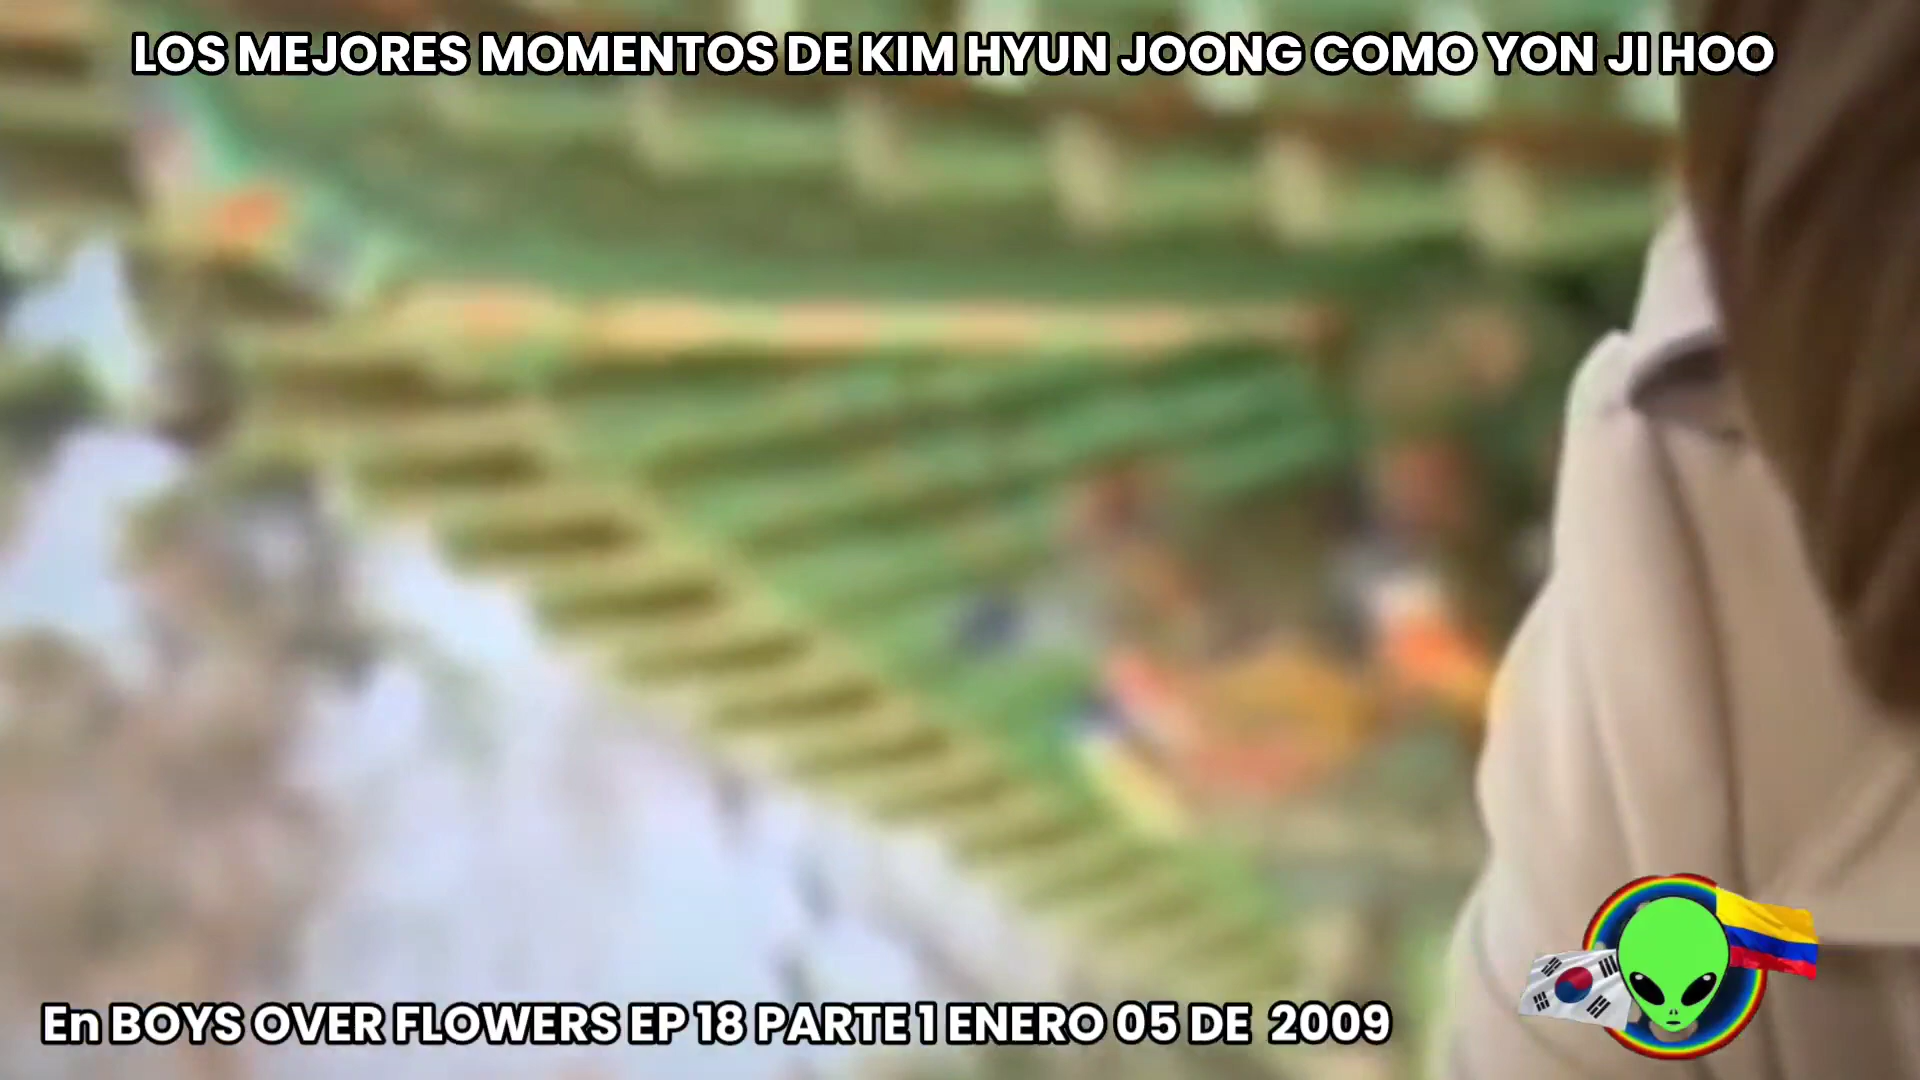 LOS MEJORES MOMENTOS DE KIM HYUN JOONG COMO YON JI HOO
En BOYS OVER FLOWERS EP 18 PARTE 1 ENERO 05 DE 2009